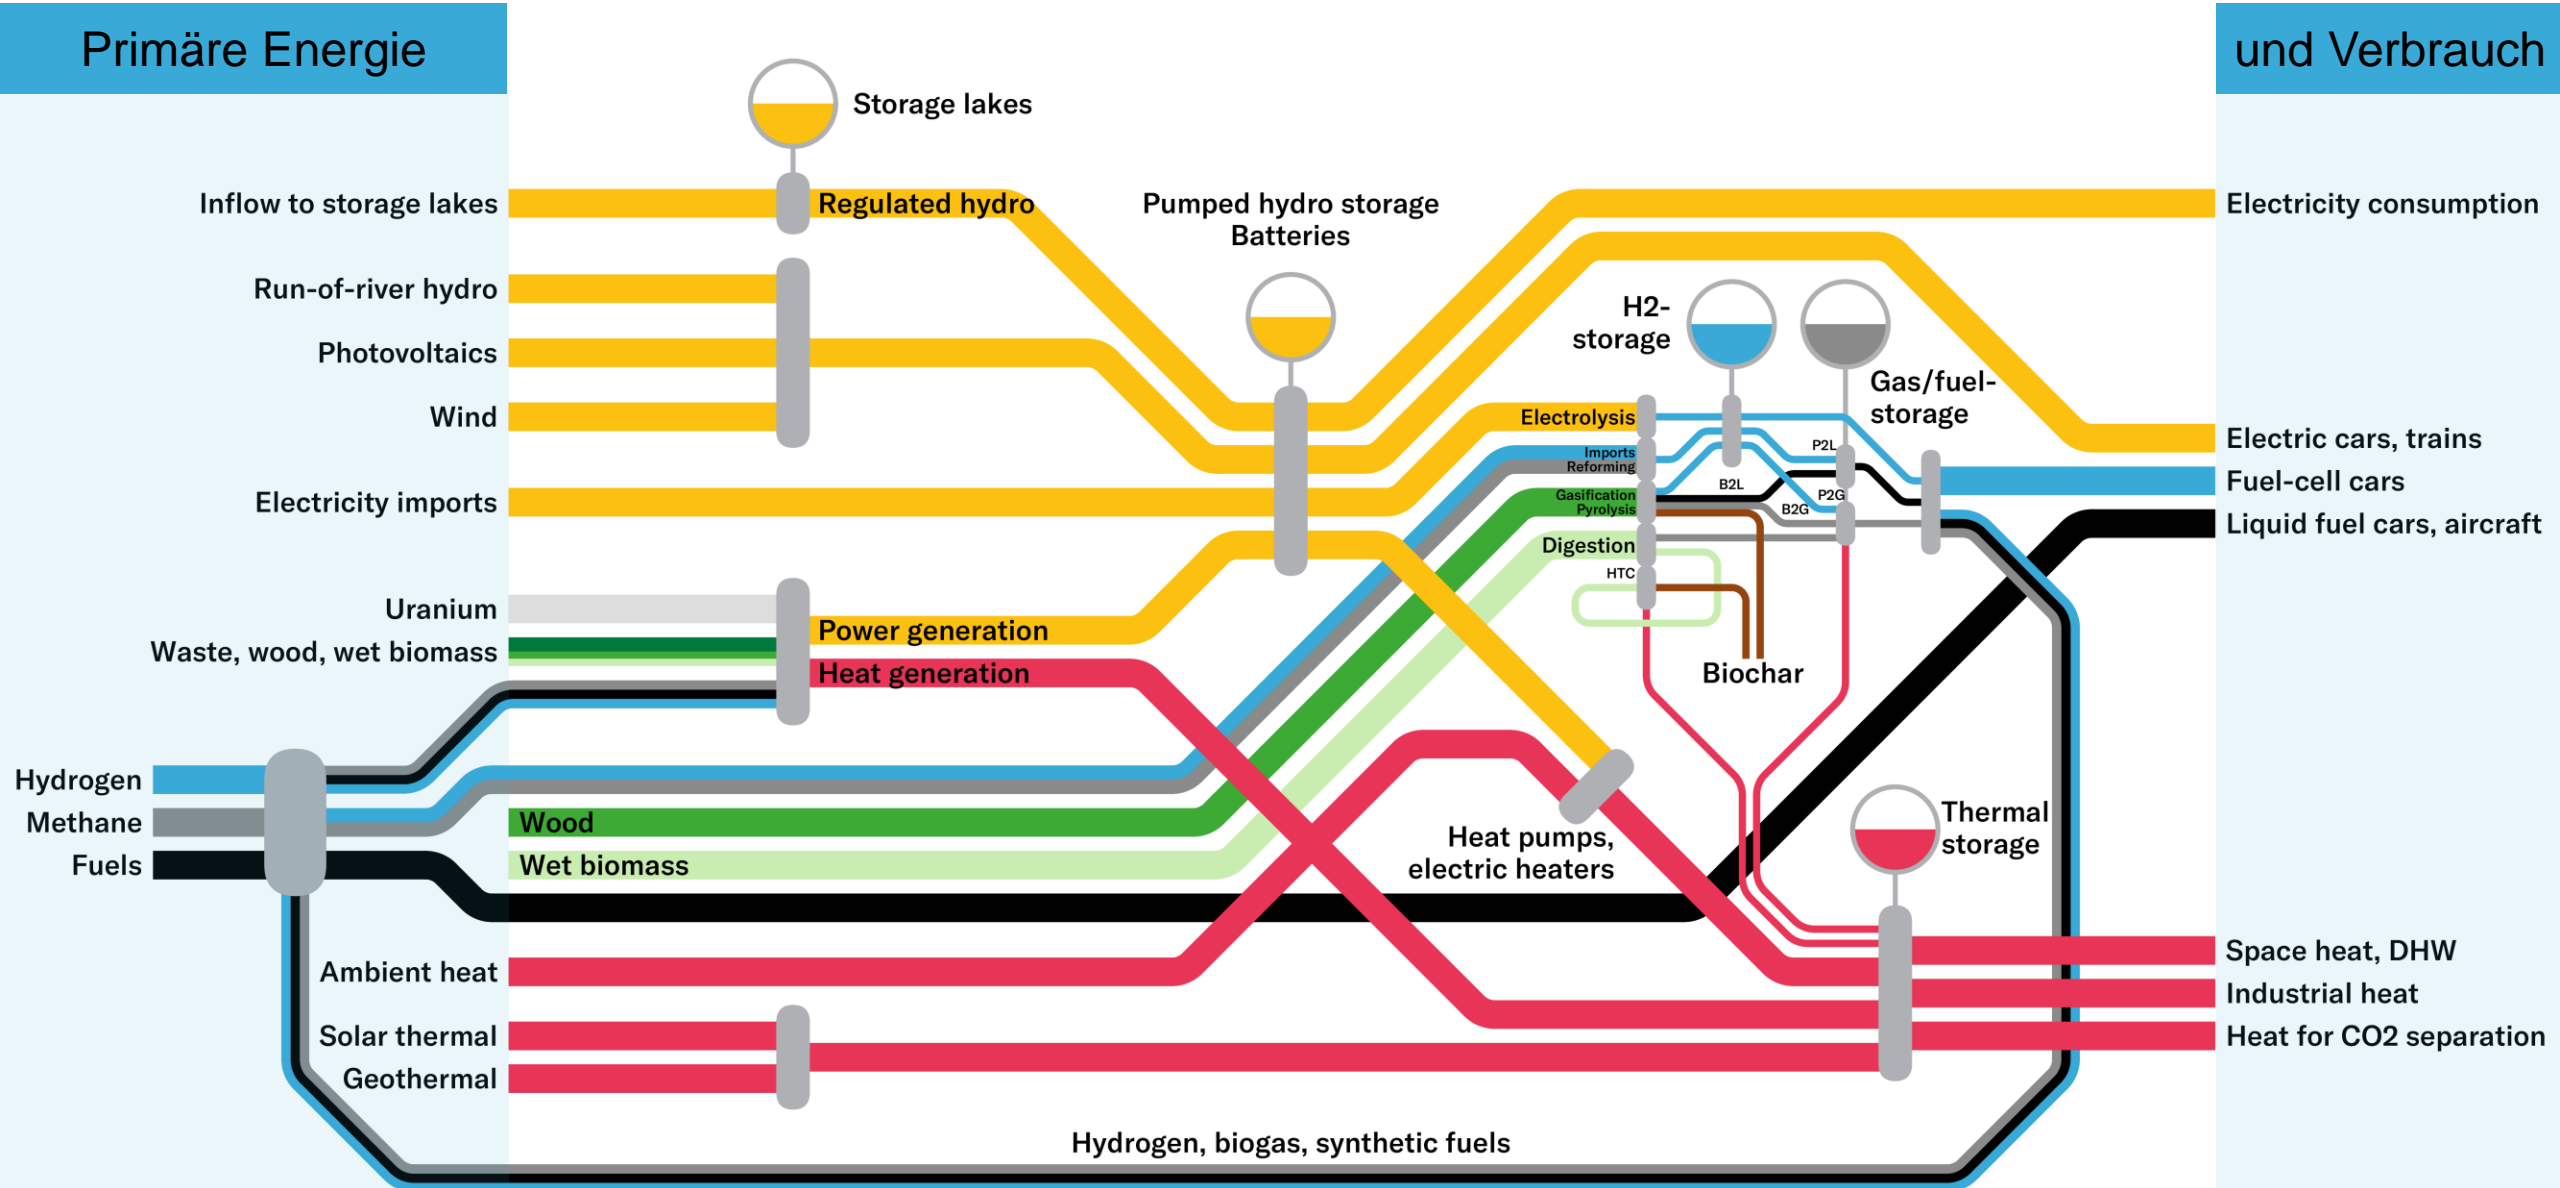 Primäre Energie
und Verbrauch
Storage lakes
Inflow to storage lakes
Regulated hydro
Pumped hydro storage
Batteries
Electricity consumption
Run-of-river hydro
H2-
storage
Photovoltaics
Gas/fuel-
storage
Wind
Electrolysis
Electric cars, trains
P2L
Imports
Reforming
Fuel-cell cars
B2L
P2G
Gasification
Pyrolysis
B2G
Electricity imports
Liquid fuel cars, aircraft
Digestion
HTC
Uranium
Power generation
Waste, wood, wet biomass
Heat generation
Biochar
Hydrogen
Methane
Wood
Fuels
Wet biomass
Heat pumps,
electric heaters
Thermal
storage
Ambient heat
Space heat, DHW
Industrial heat
Solar thermal
Heat for CO2 separation
Geothermal
Hydrogen, biogas, synthetic fuels